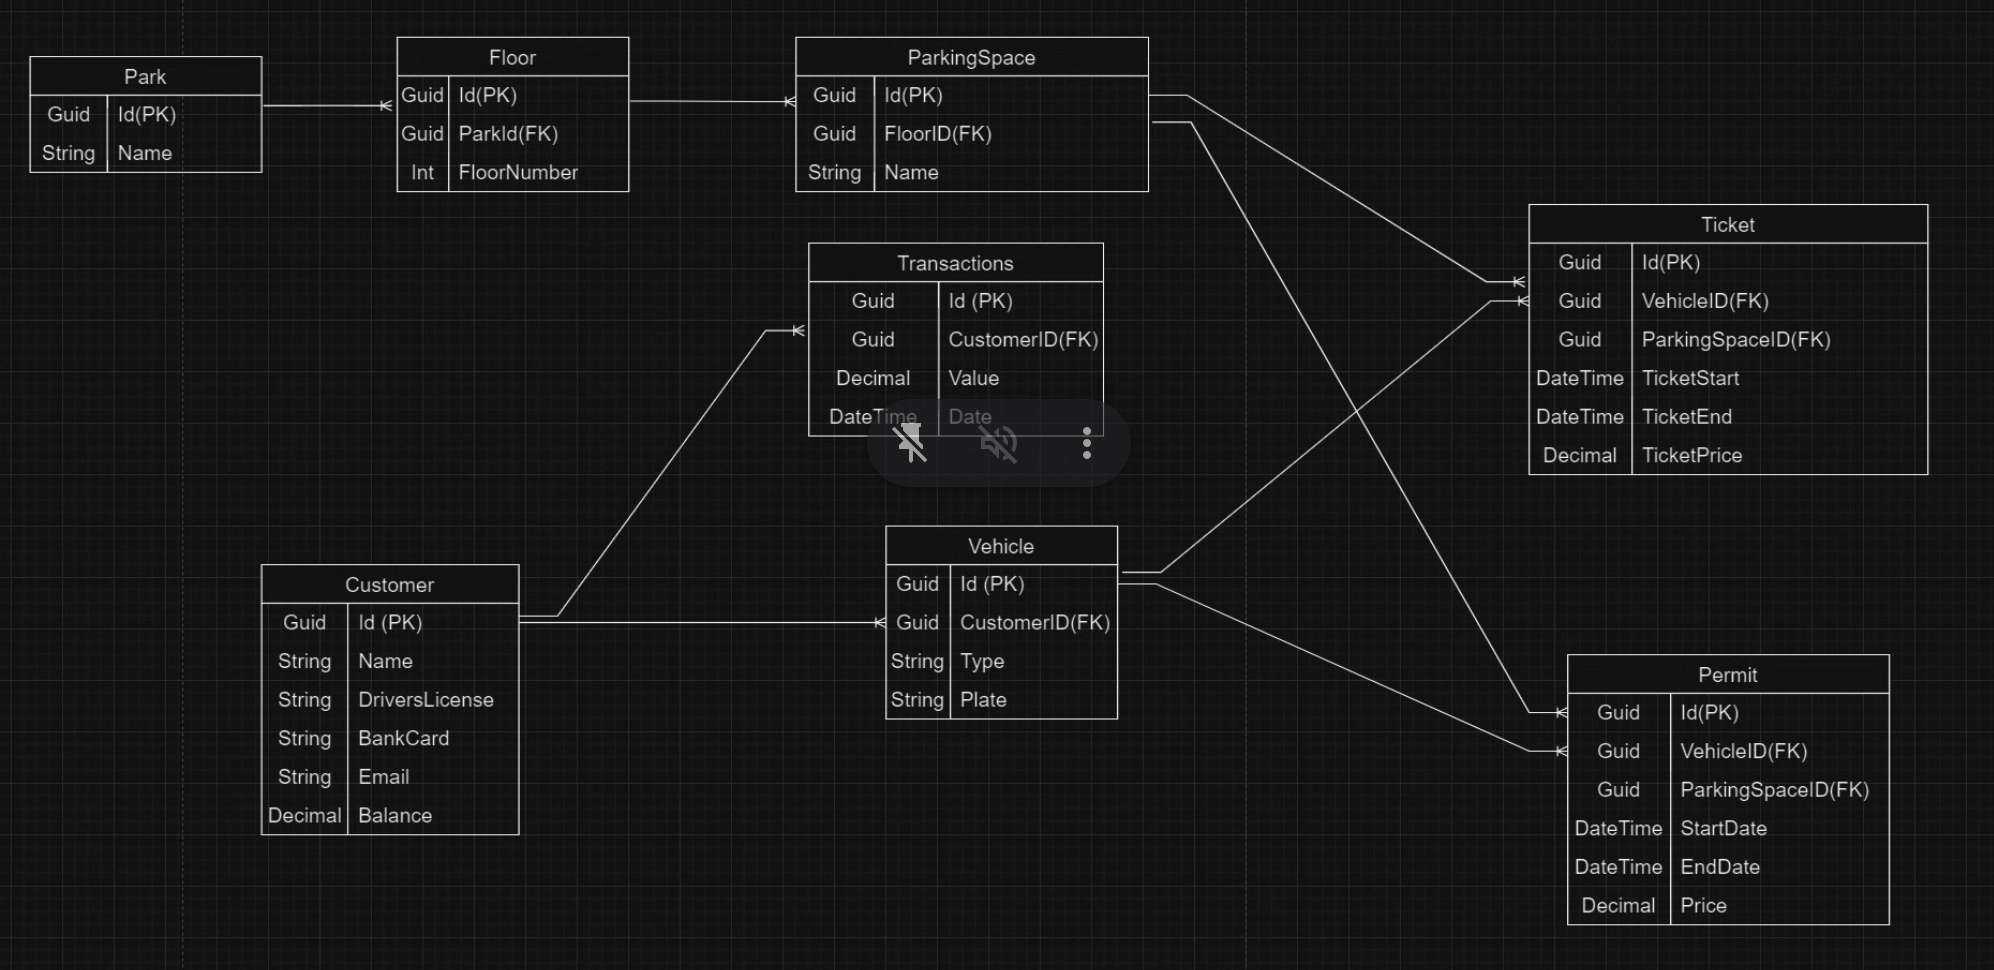 Park
Guid Id(PK)
String Name
Floor
Guid Id(PK)
Guid ParkId(FK)
Int FloorNumber
ParkingSpace
Guid Id(PK)
Guid FloorID(FK)
String Name
Transactions
Guid Id (PK)
Guid CustomerID(FK)
Decimal Value
DateTime Date
Ticket
Guid Id(PK)
Guid VehicleID(FK)
Guid ParkingSpaceID(FK)
DateTime TicketStart
DateTime TicketEnd
Decimal TicketPrice
Customer
Guid Id (PK)
String Name
String DriversLicense
String BankCard
String Email
Decimal Balance
Vehicle
Guid Id (PK)
Guid CustomerID(FK)
String Type
String Plate
Permit
Guid Id(PK)
Guid VehicleID(FK)
Guid ParkingSpaceID(FK)
DateTime StartDate
DateTime EndDate
Decimal Price